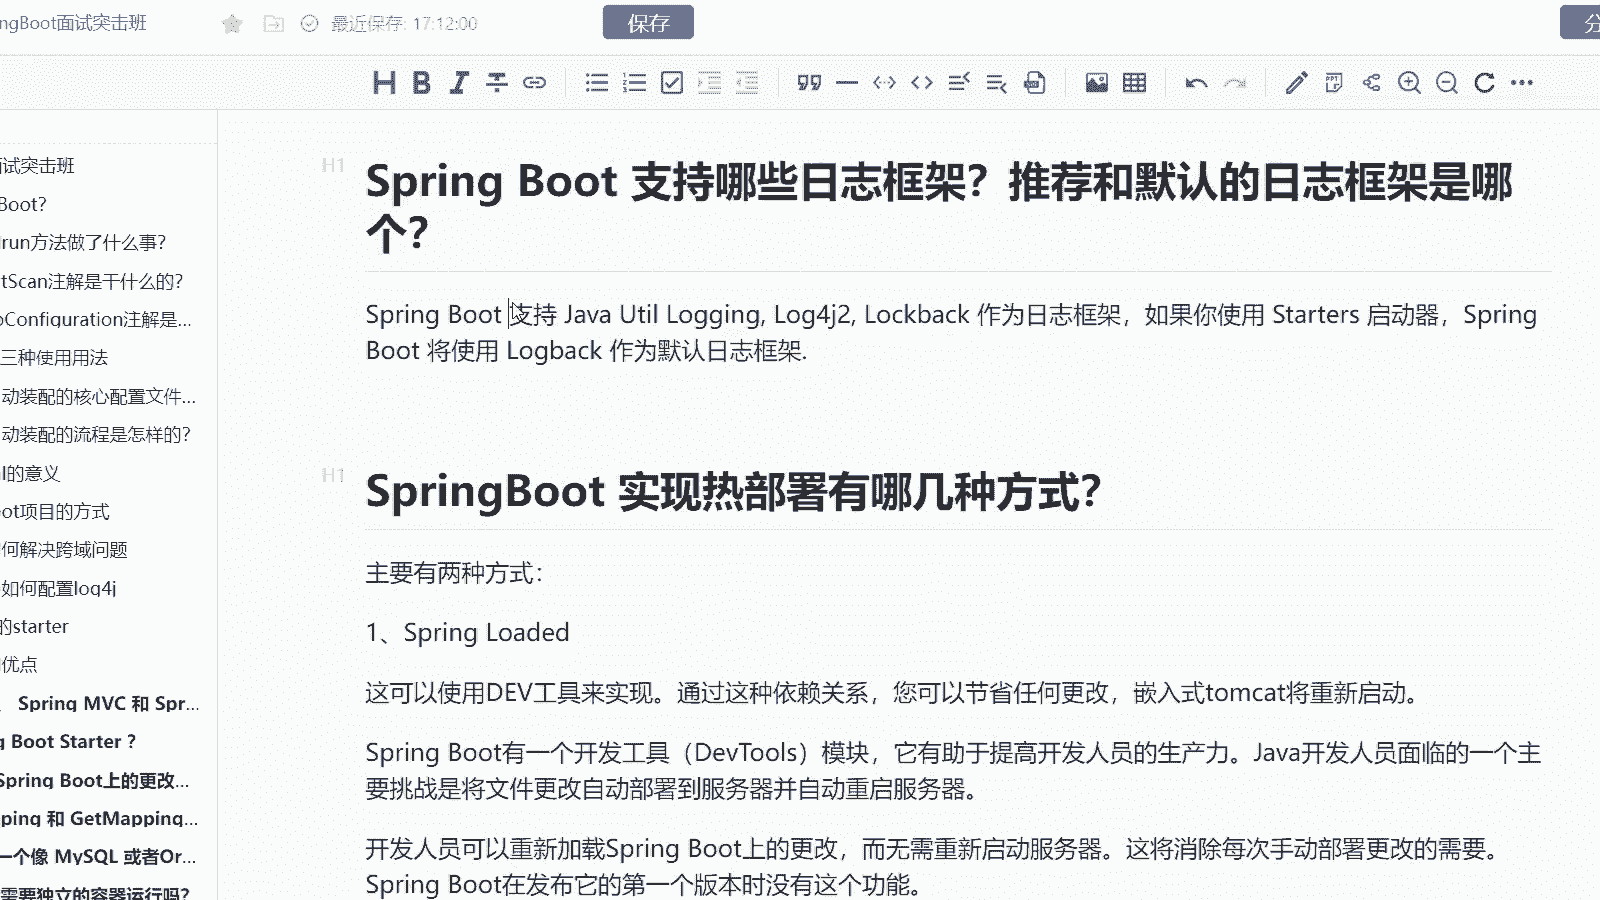 ngBoot面试突击班
最近保存: 17:12:00
保存
H1
Spring Boot 支持哪些日志框架？推荐和默认的日志框架是哪
个？
Spring Boot 支持 Java Util Logging, Log4j2, Lockback 作为日志框架，如果你使用 Starters 启动器，Spring
Boot 将使用 Logback 作为默认日志框架.
H1
SpringBoot 实现热部署有哪几种方式？
主要有两种方式：
1、Spring Loaded
这可以使用DEV工具来实现。通过这种依赖关系，您可以节省任何更改，嵌入式tomcat将重新启动。
Spring Boot有一个开发工具（DevTools）模块，它有助于提高开发人员的生产力。Java开发人员面临的一个主
要挑战是将文件更改自动部署到服务器并自动重启服务器。
开发人员可以重新加载Spring Boot上的更改，而无需重新启动服务器。这将消除每次手动部署更改的需要。
Spring Boot在发布它的第一个版本时没有这个功能。
面试突击班
Boot？
run方法做了什么事？
tScan注解是干什么的？
oConfiguration注解是...
三种使用用法
动装配的核心配置文件...
动装配的流程是怎样的？
的意义
ot项目的方式
何解决跨域问题
如何配置log4j
的starter
优点
、 Spring MVC 和 Spr...
g Boot Starter ？
Spring Boot上的更改...
ping 和 GetMapping...
一个像 MySQL 或者Or...
需要独立的容器运行吗？